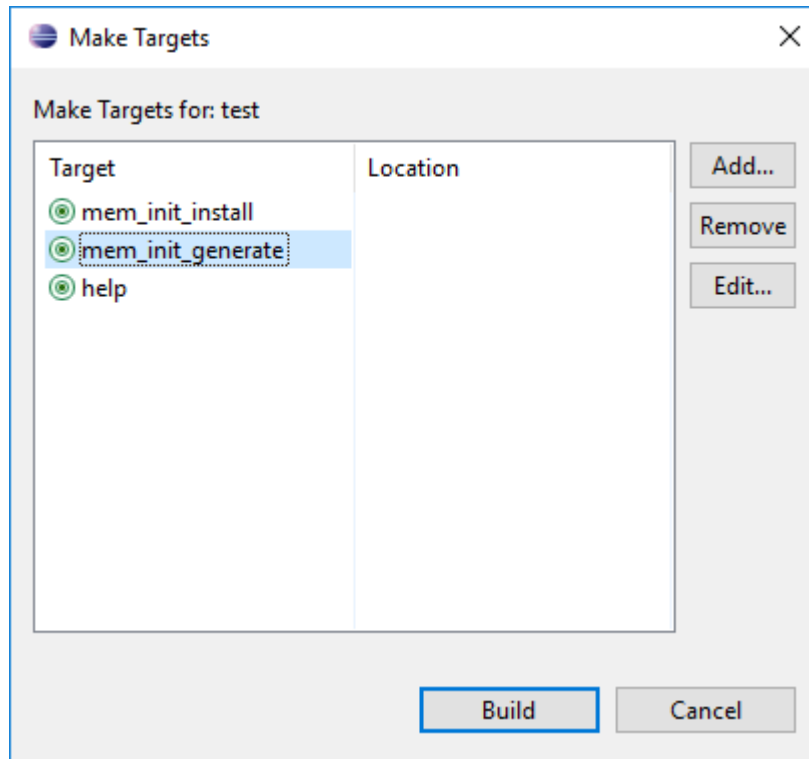 Make Targets
Make Targets for: test
Target Location
mem_init_install
mem_init_generate
help
Add...
Remove
Edit...
Build Cancel